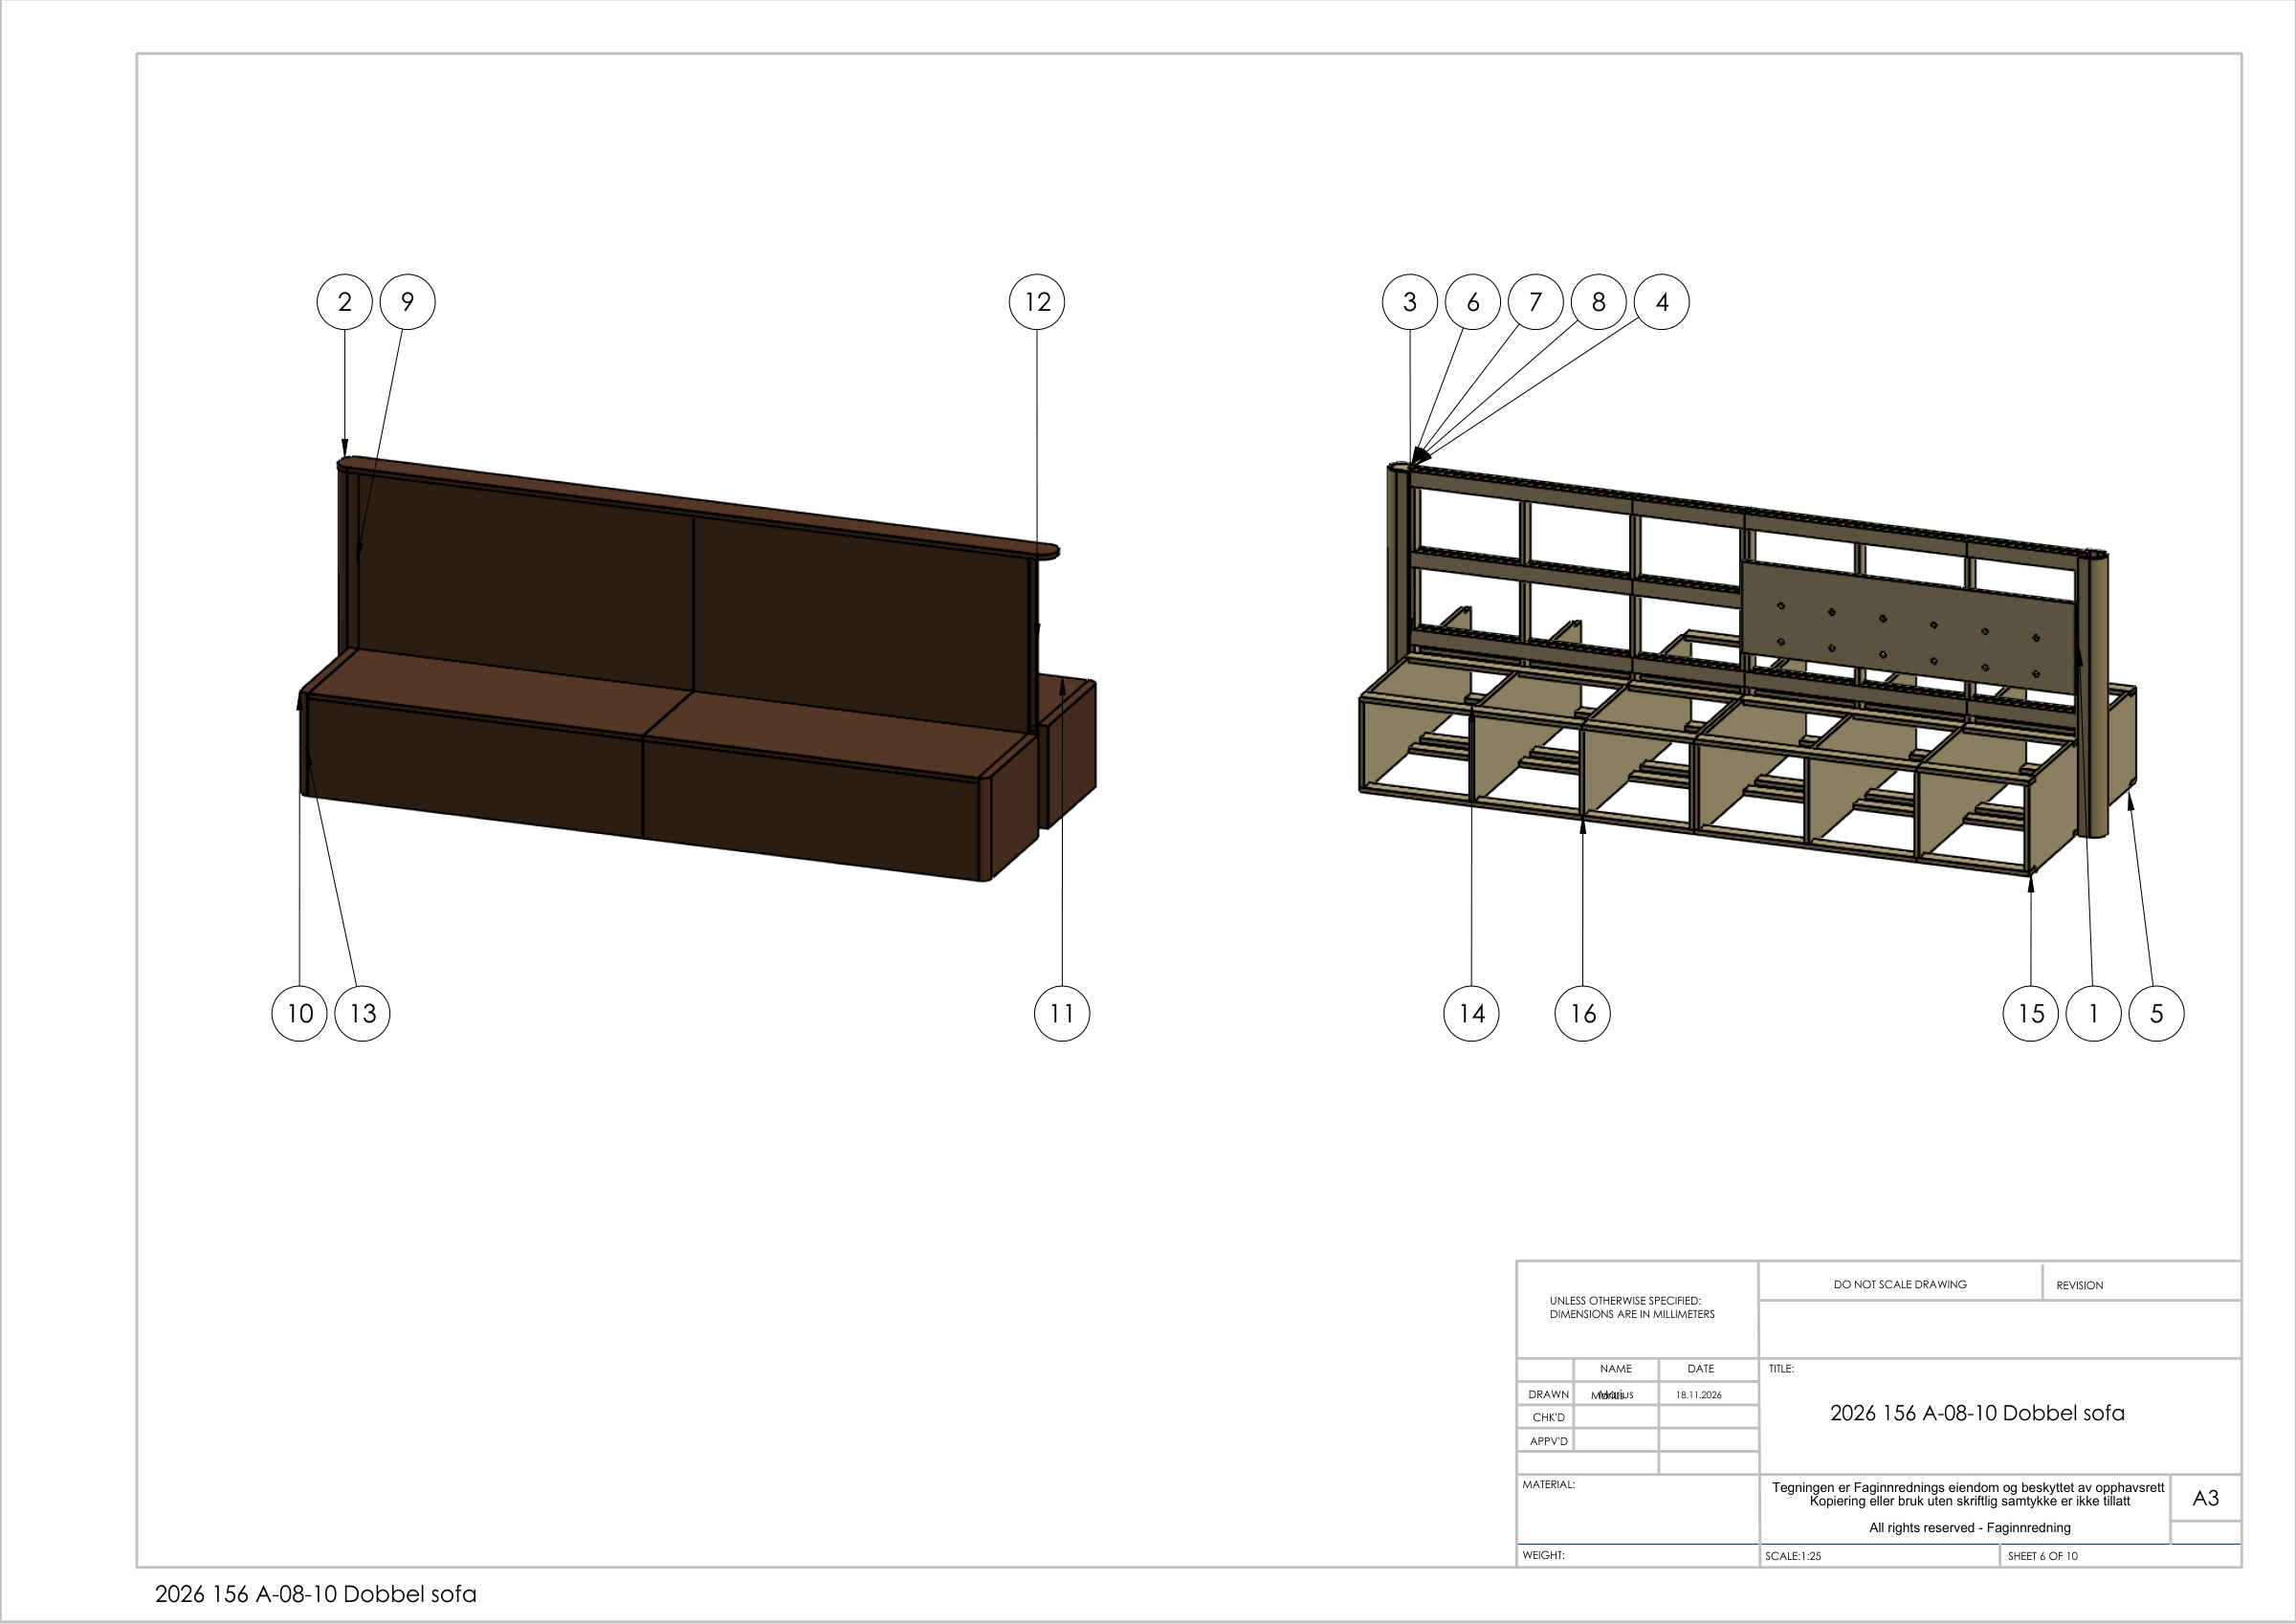 2 9 12 3 6 7 8 4
10 13 11 14 16 15 1 5
UNLESS OTHERWISE SPECIFIED:
DIMENSIONS ARE IN MILLIMETERS
DO NOT SCALE DRAWING
REVISION
NAME DATE
DRAWN 18.11.2026
CHK'D
APPV'D
TITLE:
2026 156 A-08-10 Dobbel sofa
MATERIAL:
Tegningen er Faginnrednings eiendom og beskyttet av opphavsrett
Kopiering eller bruk uten skriftlig samtykke er ikke tillatt
All rights reserved - Faginnredning
A3
WEIGHT:
SCALE:1:25
SHEET 6 OF 10
2026 156 A-08-10 Dobbel sofa